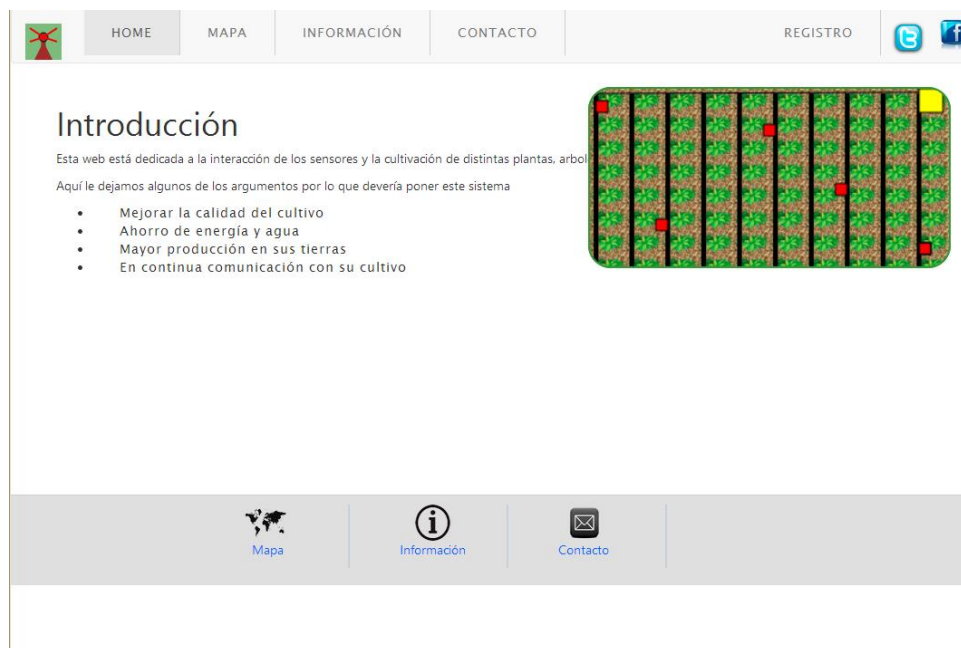 HOME MAPA INFORMACIÓN CONTACTO REGISTRO
Introducción
Esta web está dedicada a la interacción de los sensores y la cultivación de distintas plantas, arbol
Aquí le dejamos algunos de los argumentos por lo que devería poner este sistema
• Mejorar la calidad del cultivo
• Ahorro de energía y agua
• Mayor producción en sus tierras
• En continua comunicación con su cultivo
Mapa Información Contacto